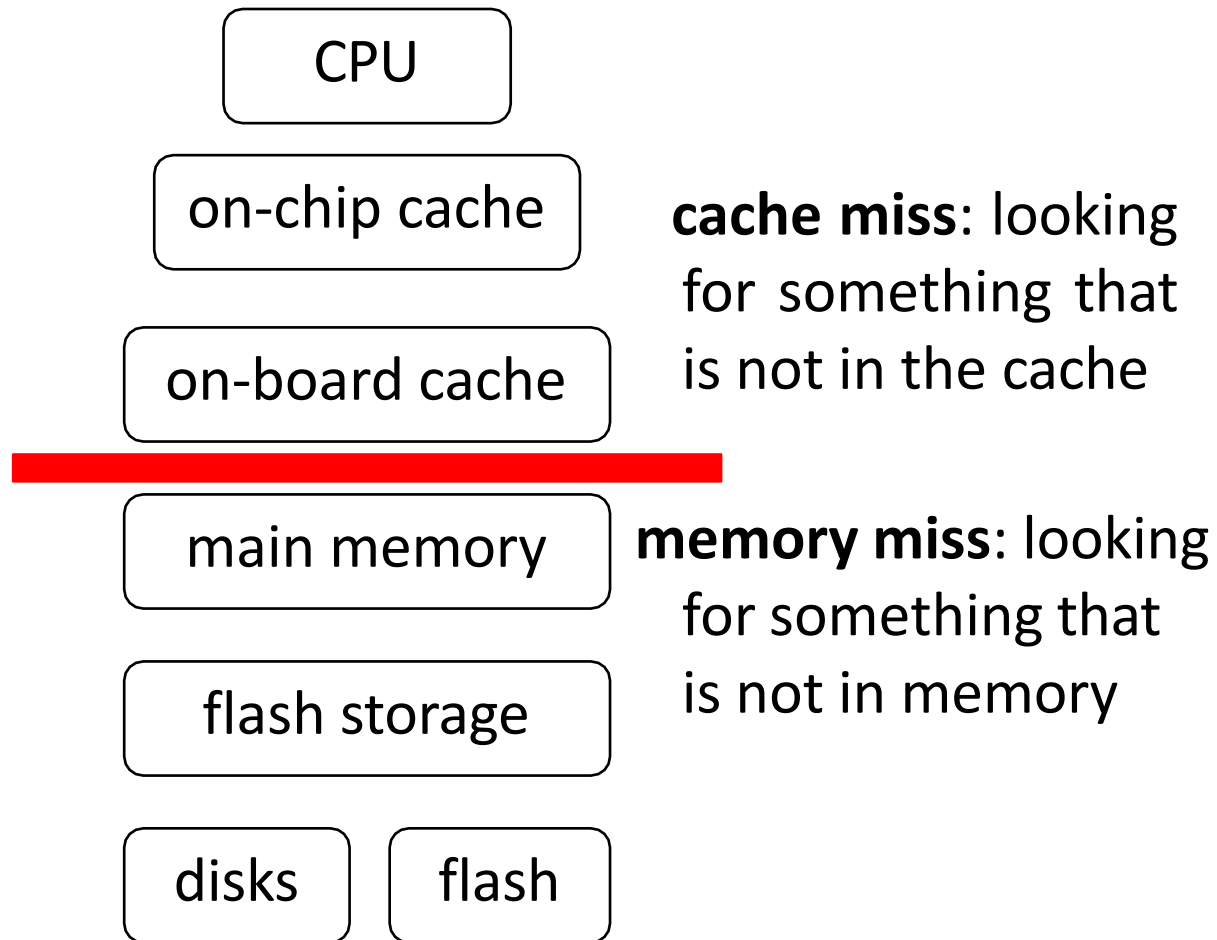 CPU
on-chip cache
cache miss: looking
for something that
is not in the cache
on-board cache
main memory
memory miss: looking
for something that
is not in memory
flash storage
disks
flash